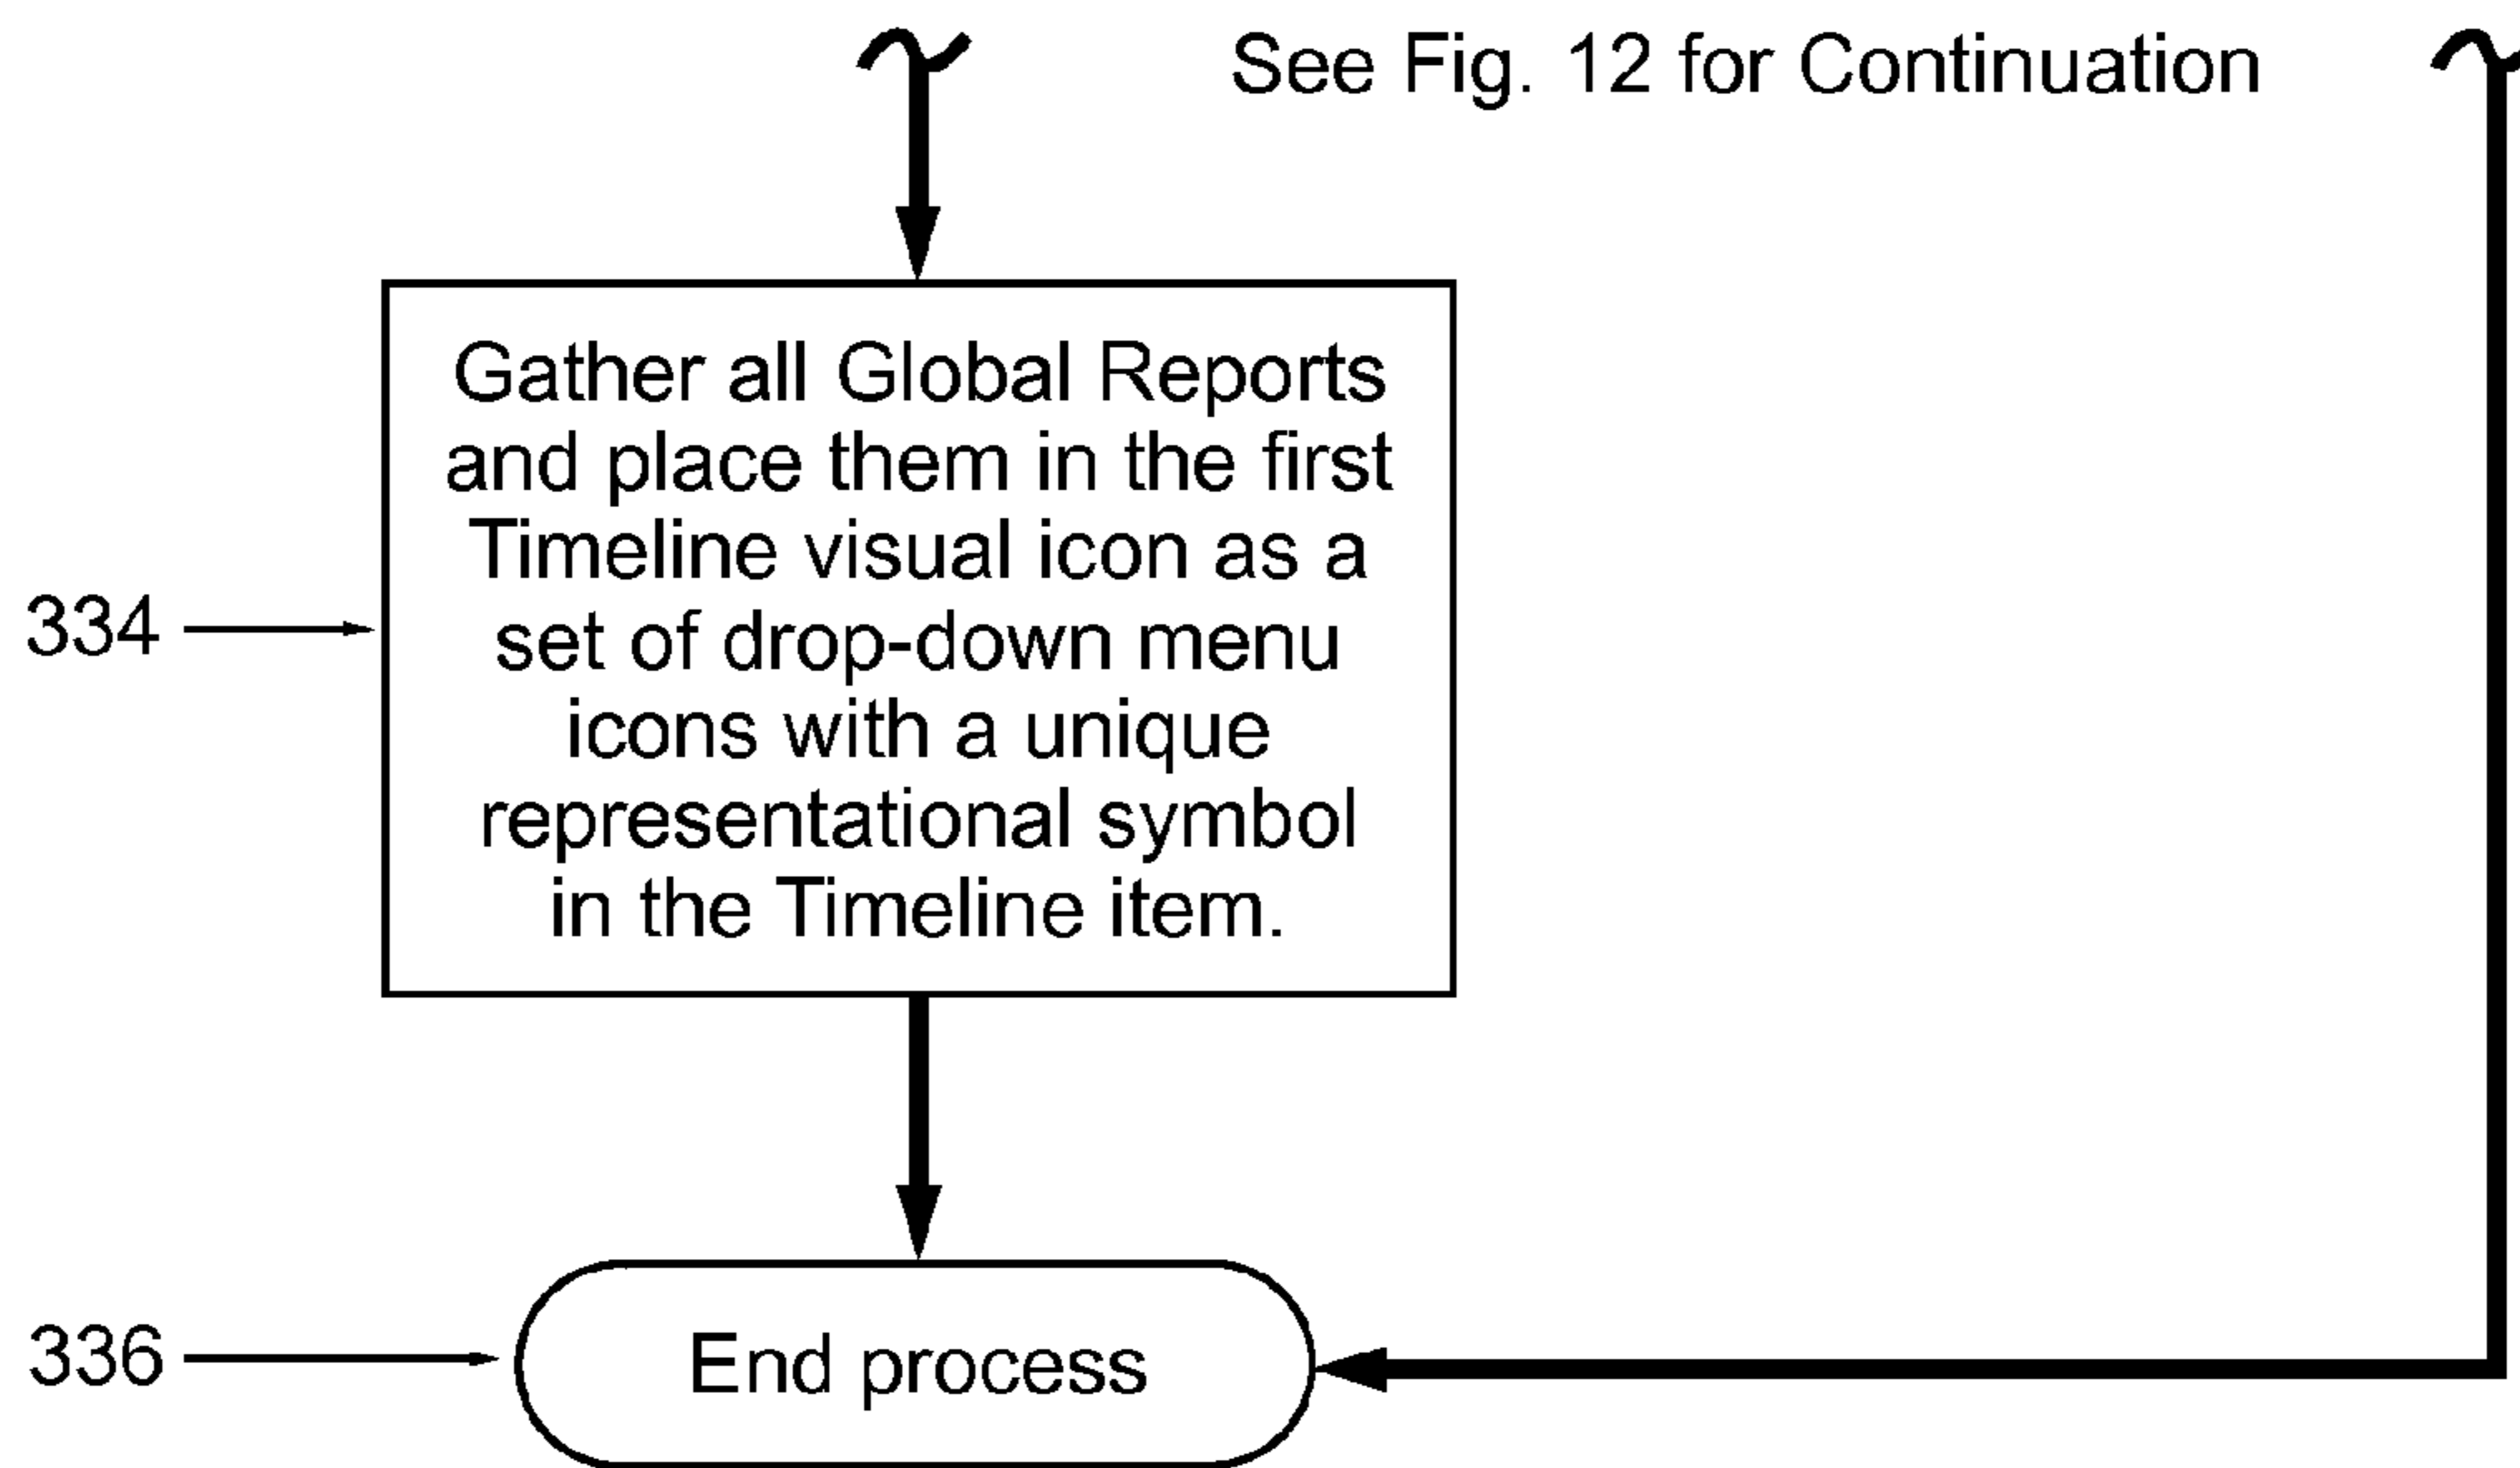 See Fig. 12 for Continuation
Gather all Global Reports
and place them in the first
Timeline visual icon as a
set of drop-down menu
icons with a unique
representational symbol
in the Timeline item.
334
End process
336